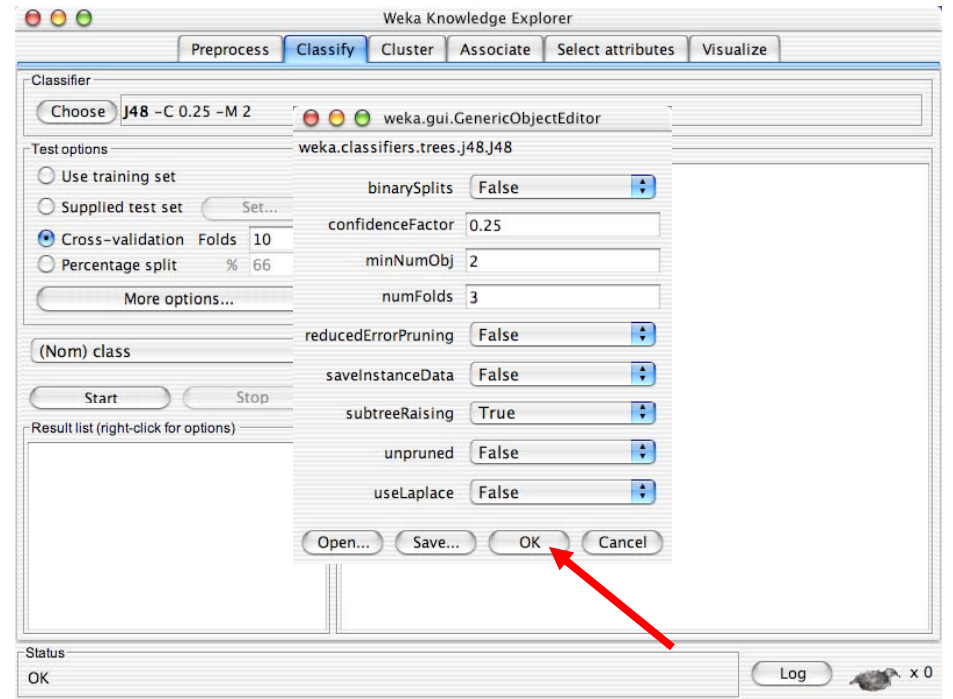 Weka Knowledge Explorer
Preprocess Classify Cluster Associate Select attributes Visualize
Classifier
Choose J48 -C 0.25 -M 2
weka.gui.GenericObjectEditor
weka.classifiers.trees.j48.J48
binarySplits False
confidenceFactor 0.25
minNumObj 2
numFolds 3
reducedErrorPruning False
saveInstanceData False
subtreeRaising True
unpruned False
useLaplace False
Open... Save... OK Cancel
Test options
Use training set
Supplied test set Set...
Cross-validation Folds 10
Percentage split % 66
More options...
(Nom) class
Start Stop
Result list (right-click for options)
Status
OK
Log x 0